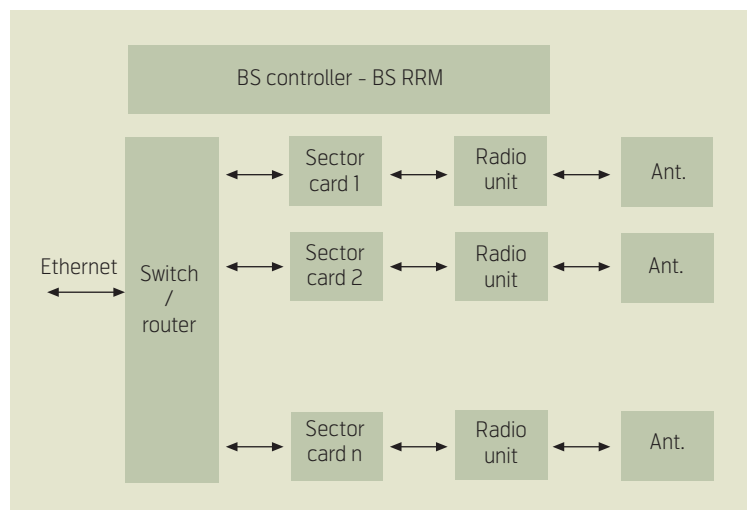 BS controller - BS RRM
Sector
card 1
Radio
unit
Ant.
Ethernet
Switch
/
router
Sector
card 2
Radio
unit
Ant.
Sector
card n
Radio
unit
Ant.